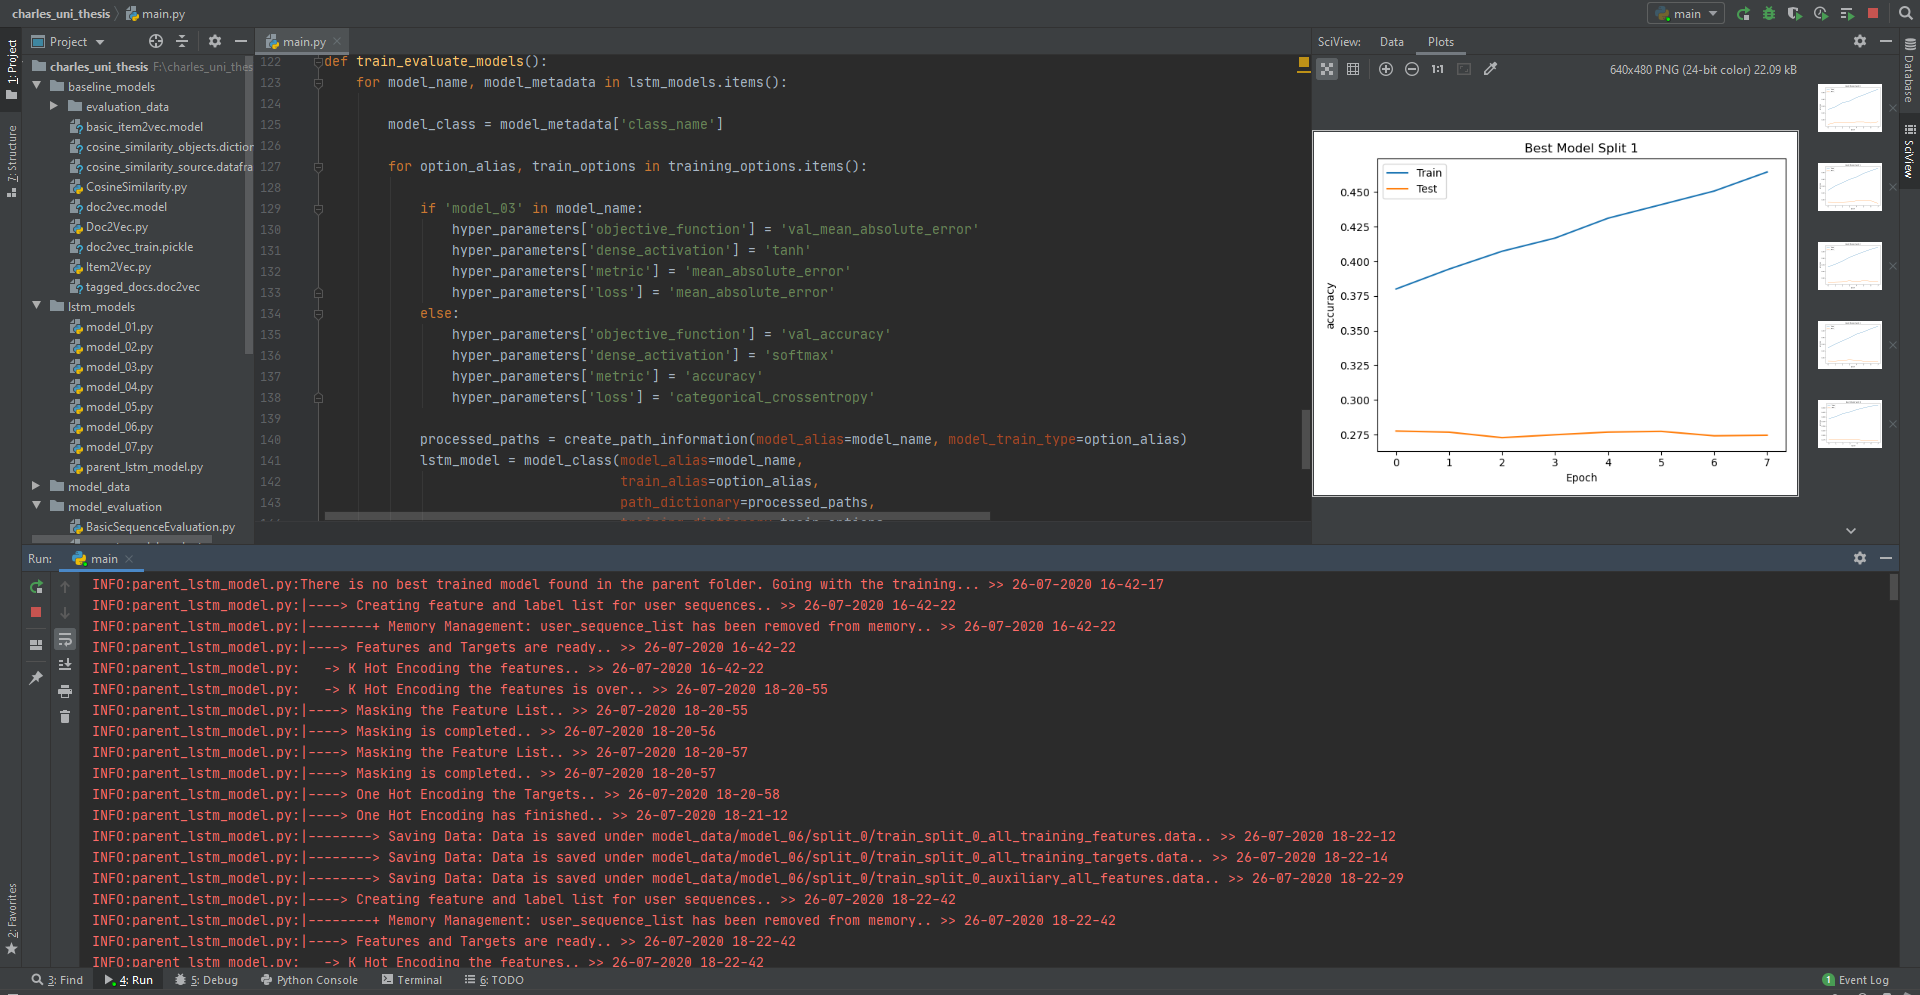 charles_uni_thesis main.py
main
Project
main.py
SciView: Data Plots
1: Project
7: Structure
2: Favorites
Database
SciView
charles_uni_thesis F:\charles_uni_thes
baseline_models
evaluation_data
basic_item2vec.model
cosine_similarity_objects.diction
cosine_similarity_source.datafra
CosineSimilarity.py
doc2vec.model
Doc2Vec.py
doc2vec_train.pickle
Item2Vec.py
tagged_docs.doc2vec
lstm_models
model_01.py
model_02.py
model_03.py
model_04.py
model_05.py
model_06.py
model_07.py
parent_lstm_model.py
model_data
model_evaluation
BasicSequenceEvaluation.py
122 def train_evaluate_models():
123 for model_name, model_metadata in lstm_models.items():
124
125 model_class = model_metadata['class_name']
126
127 for option_alias, train_options in training_options.items():
128
129 if 'model_03' in model_name:
130 hyper_parameters['objective_function'] = 'val_mean_absolute_error'
131 hyper_parameters['dense_activation'] = 'tanh'
132 hyper_parameters['metric'] = 'mean_absolute_error'
133 hyper_parameters['loss'] = 'mean_absolute_error'
134 else:
135 hyper_parameters['objective_function'] = 'val_accuracy'
136 hyper_parameters['dense_activation'] = 'softmax'
137 hyper_parameters['metric'] = 'accuracy'
138 hyper_parameters['loss'] = 'categorical_crossentropy'
139
140 processed_paths = create_path_information(model_alias=model_name, model_train_type=option_alias)
141 lstm_model = model_class(model_alias=model_name,
142 train_alias=option_alias,
143 path_dictionary=processed_paths,
1:1
640x480 PNG (24-bit color) 22.09 kB
Best Model Split 1
Train
Test
0.450
0.425
0.400
0.375
0.350
0.325
0.300
0.275
accuracy
0 1 2 3 4 5 6 7
Epoch
Run: main
INFO:parent_lstm_model.py:There is no best trained model found in the parent folder. Going with the training... >> 26-07-2020 16-42-17
INFO:parent_lstm_model.py:|----> Creating feature and label list for user sequences.. >> 26-07-2020 16-42-22
INFO:parent_lstm_model.py:|--------+ Memory Management: user_sequence_list has been removed from memory.. >> 26-07-2020 16-42-22
INFO:parent_lstm_model.py:|----> Features and Targets are ready.. >> 26-07-2020 16-42-22
INFO:parent_lstm_model.py:   -> K Hot Encoding the features.. >> 26-07-2020 16-42-22
INFO:parent_lstm_model.py:   -> K Hot Encoding the features is over.. >> 26-07-2020 18-20-55
INFO:parent_lstm_model.py:|----> Masking the Feature List.. >> 26-07-2020 18-20-55
INFO:parent_lstm_model.py:|----> Masking is completed.. >> 26-07-2020 18-20-56
INFO:parent_lstm_model.py:|----> Masking the Feature List.. >> 26-07-2020 18-20-57
INFO:parent_lstm_model.py:|----> Masking is completed.. >> 26-07-2020 18-20-57
INFO:parent_lstm_model.py:|----> One Hot Encoding the Targets.. >> 26-07-2020 18-20-58
INFO:parent_lstm_model.py:|----> One Hot Encoding has finished.. >> 26-07-2020 18-21-12
INFO:parent_lstm_model.py:|--------> Saving Data: Data is saved under model_data/model_06/split_0/train_split_0_all_training_features.data.. >> 26-07-2020 18-22-12
INFO:parent_lstm_model.py:|--------> Saving Data: Data is saved under model_data/model_06/split_0/train_split_0_all_training_targets.data.. >> 26-07-2020 18-22-14
INFO:parent_lstm_model.py:|--------> Saving Data: Data is saved under model_data/model_06/split_0/train_split_0_auxiliary_all_features.data.. >> 26-07-2020 18-22-29
INFO:parent_lstm_model.py:|----> Creating feature and label list for user sequences.. >> 26-07-2020 18-22-42
INFO:parent_lstm_model.py:|--------+ Memory Management: user_sequence_list has been removed from memory.. >> 26-07-2020 18-22-42
INFO:parent_lstm_model.py:|----> Features and Targets are ready.. >> 26-07-2020 18-22-42
INFO:parent_lstm_model.py:   -> K Hot Encoding the features.. >> 26-07-2020 18-22-42
3: Find 4: Run 5: Debug Python Console Terminal 6: TODO
1 Event Log